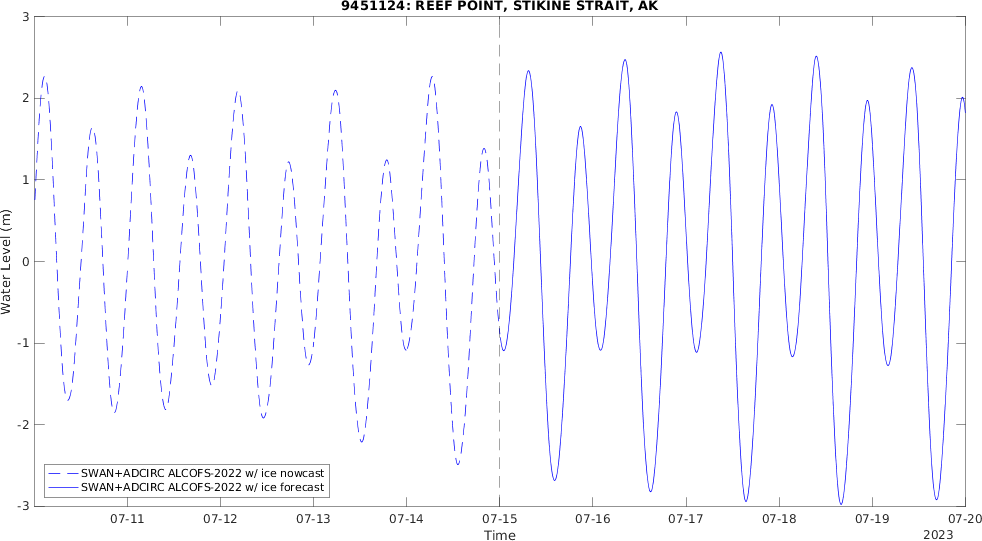 9451124: REEF POINT, STIKINE STRAIT, AK
3
2
1
0
-1
-2
-3
Water Level (m)
SWAN+ADCIRC ALCOFS-2022 w/ ice nowcast
SWAN+ADCIRC ALCOFS-2022 w/ ice forecast
07-11 07-12 07-13 07-14 07-15 07-16 07-17 07-18 07-19 07-20
Time
2023